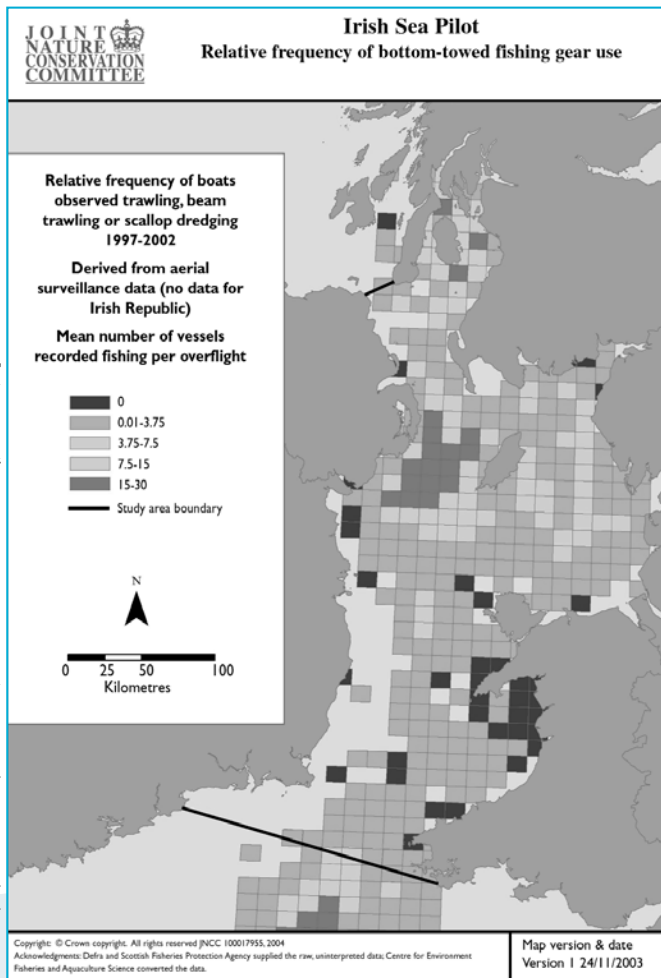 JOINT
NATURE
CONSERVATION
COMMITTEE
Irish Sea Pilot
Relative frequency of bottom-towed fishing gear use
Relative frequency of boats
observed trawling, beam
trawling or scallop dredging
1997-2002
Derived from aerial
surveillance data (no data for
Irish Republic)
Mean number of vessels
recorded fishing per overflight
0
0.01-3.75
3.75-7.5
7.5-15
15-30
Study area boundary
N
0 25 50 100
Kilometres
Copyright: © Crown copyright. All rights reserved JNCC 100017955, 2004
Acknowledgments: Defra and Scottish Fisheries Protection Agency supplied the raw, uninterpreted data; Centre for Environment
Fisheries and Aquaculture Science converted the data.
Map version & date
Version 1 24/11/2003